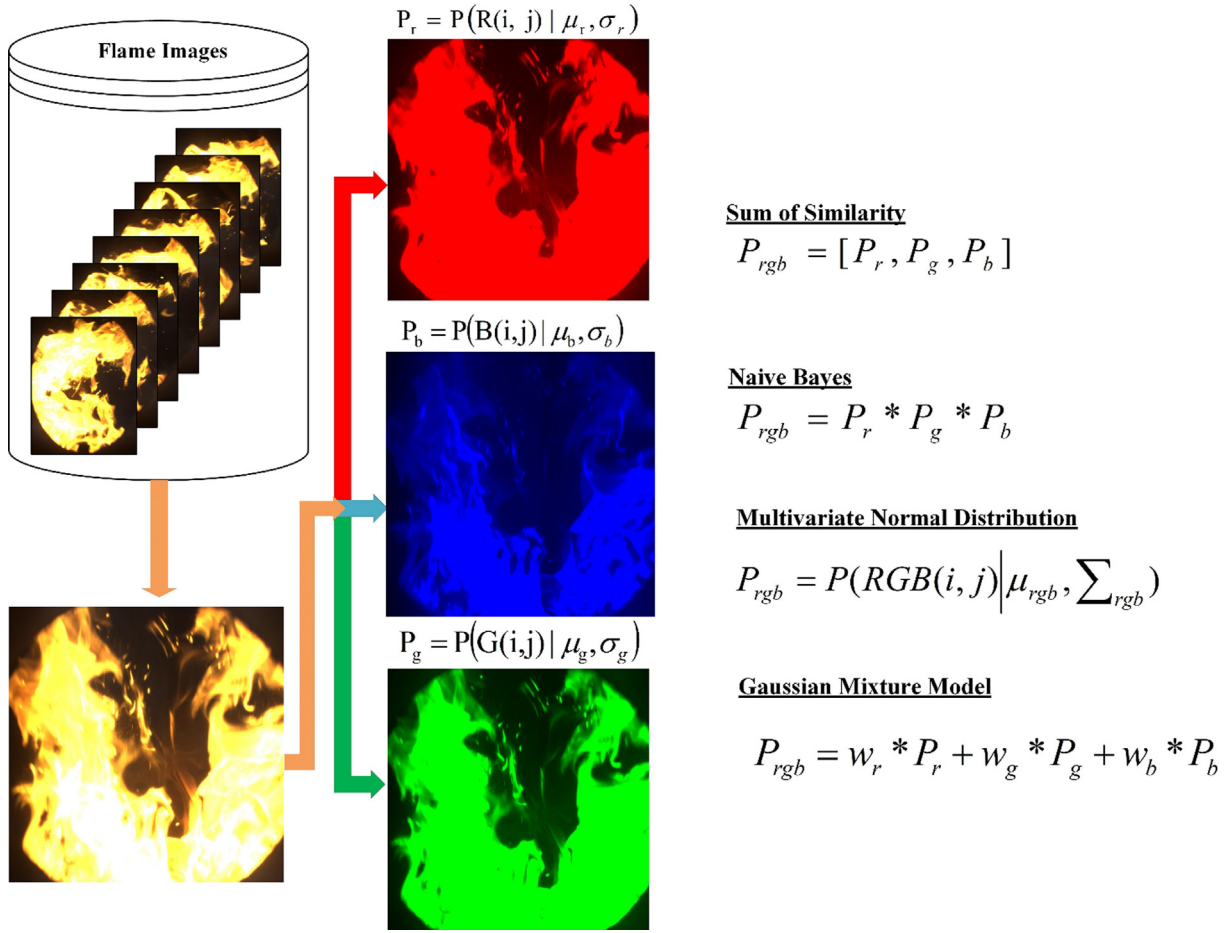 Flame Images
P_r = P(R(i, j) | μ_r, σ_r)
P_b = P(B(i,j) | μ_b, σ_b)
P_g = P(G(i,j) | μ_g, σ_g)
Sum of Similarity
P_rgb = [P_r, P_g, P_b]
Naive Bayes
P_rgb = P_r * P_g * P_b
Multivariate Normal Distribution
P_rgb = P(RGB(i, j)|μ_rgb, ∑_rgb)
Gaussian Mixture Model
P_rgb = w_r * P_r + w_g * P_g + w_b * P_b